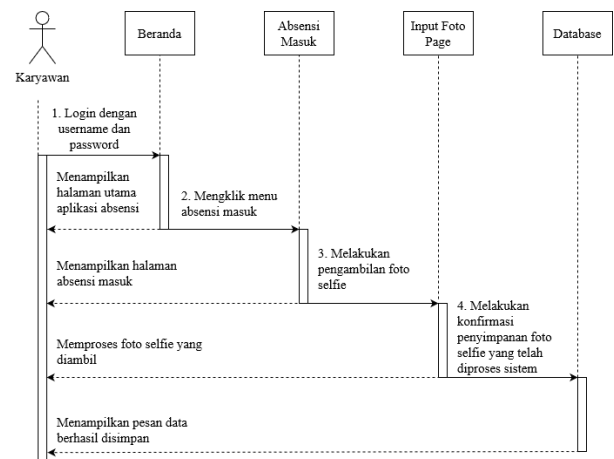 Beranda
Absensi
Masuk
Input Foto
Page
Database
Karyawan
1. Login dengan
username dan
password
Menampilkan
halaman utama
aplikasi absensi
2. Mengklik menu
absensi masuk
Menampilkan halaman
absensi masuk
3. Melakukan
pengambilan foto
selfie
Memproses foto selfie yang
diambil
4. Melakukan
konfirmasi
penyimpanan foto
selfie yang telah
diproses sistem
Menampilkan pesan data
berhasil disimpan